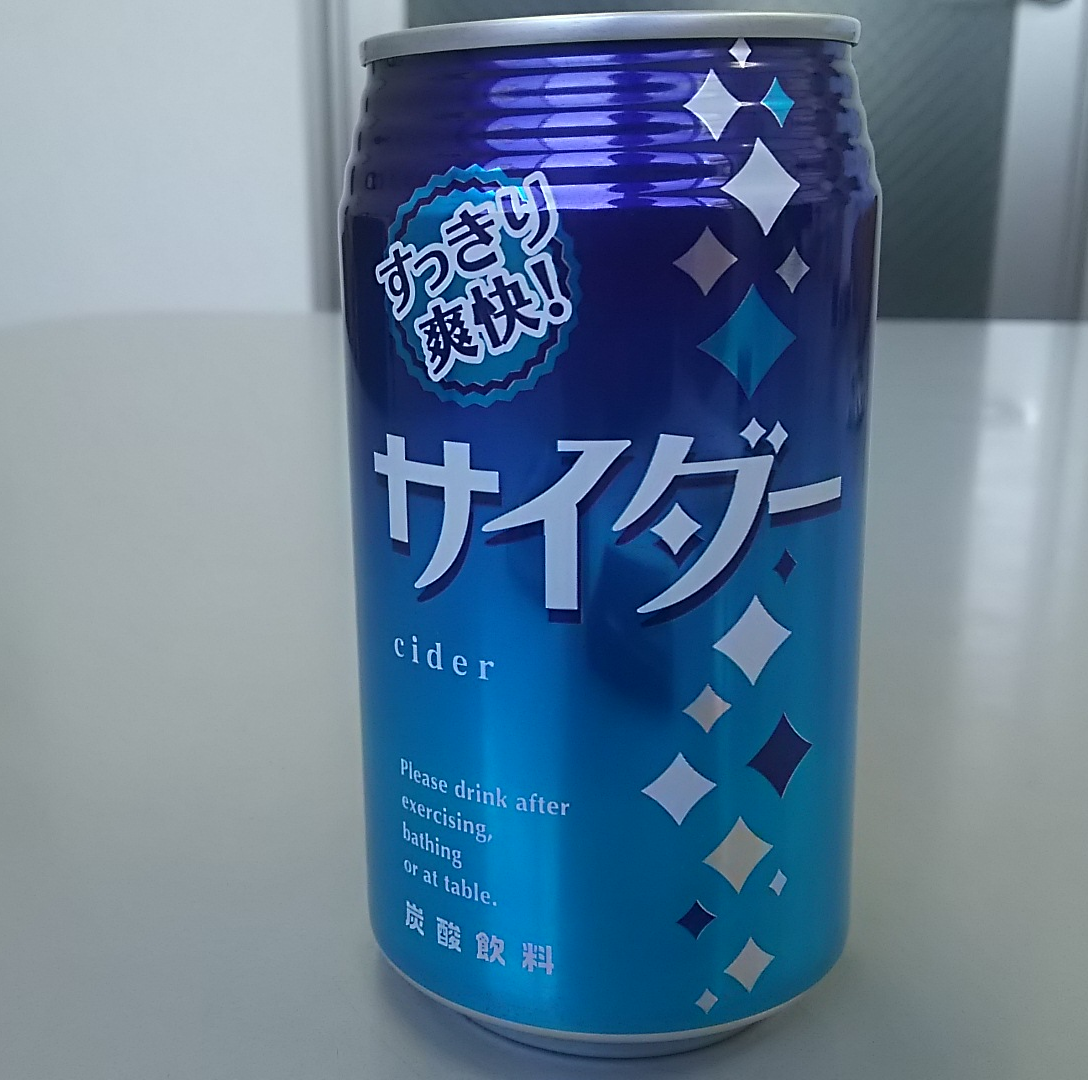 すっきり
爽快!
サイダー
cider
Please drink after
exercising,
bathing
or at table.
炭酸飲料